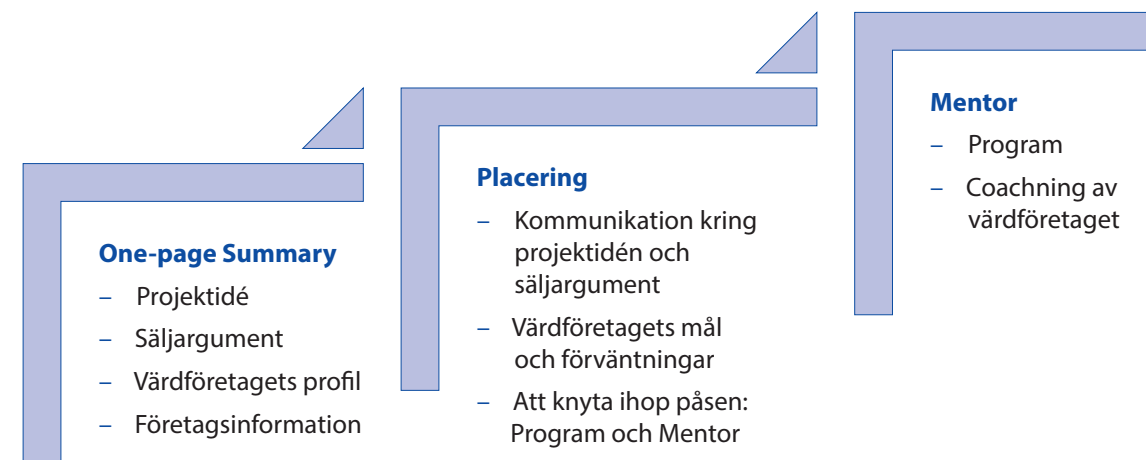 One-page Summary
– Projektidé
– Säljargument
– Värdföretagets profil
– Företagsinformation
Placering
– Kommunikation kring
projektidén och
säljargument
– Värdföretagets mål
och förväntningar
– Att knyta ihop påsen:
Program och Mentor
Mentor
– Program
– Coachning av
värdföretaget